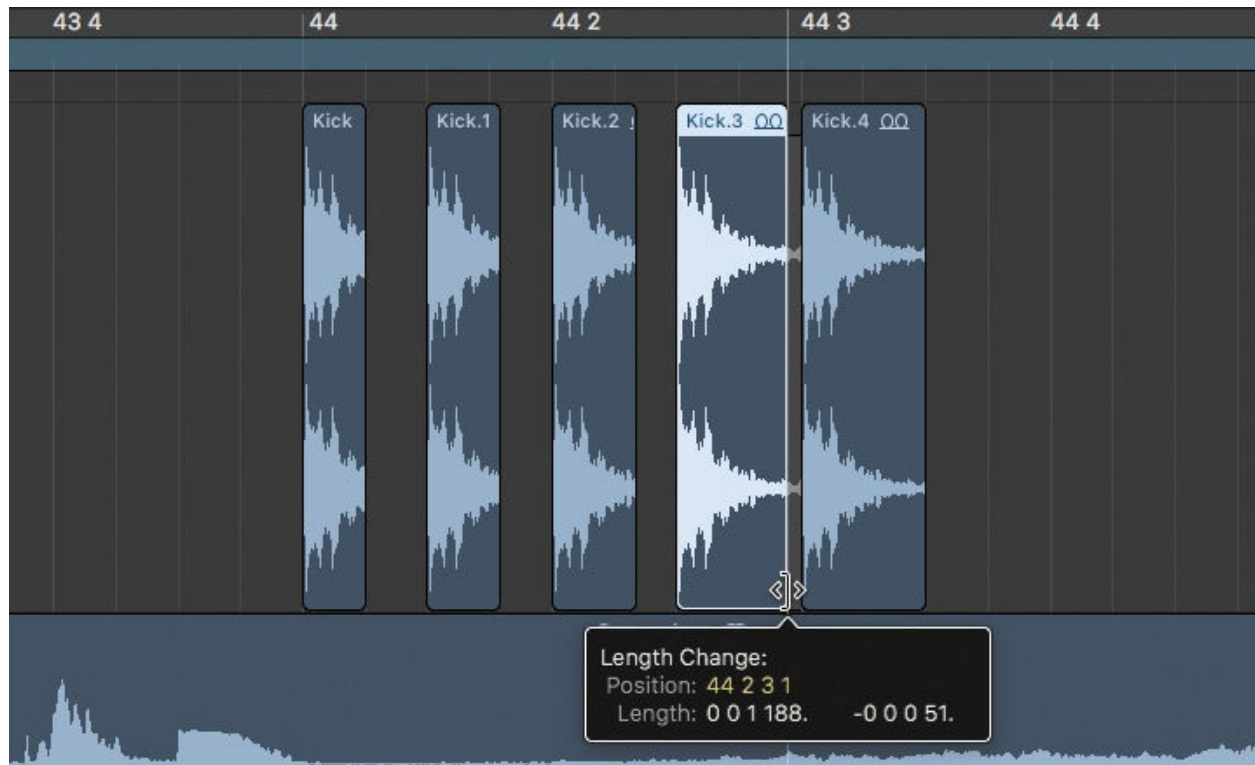 43 4 44 44 2 44 3 44 4
Kick Kick.1 Kick.2 Kick.3 Kick.4
Length Change:
Position: 44 2 3 1
Length: 0 0 1 188. -0 0 0 51.